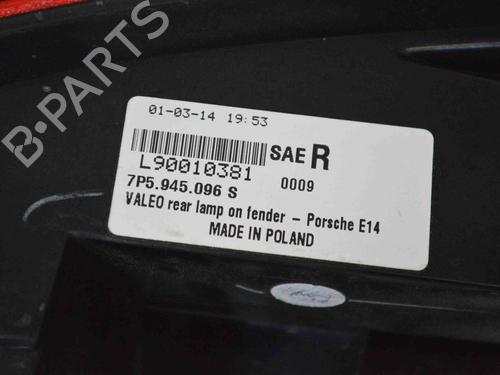 B-PARTS
01-03-14 19:53
SAE R
L90010381
0009
7P5.945.096 S
VALEO rear lamp on fender - Porsche E14
MADE IN POLAND